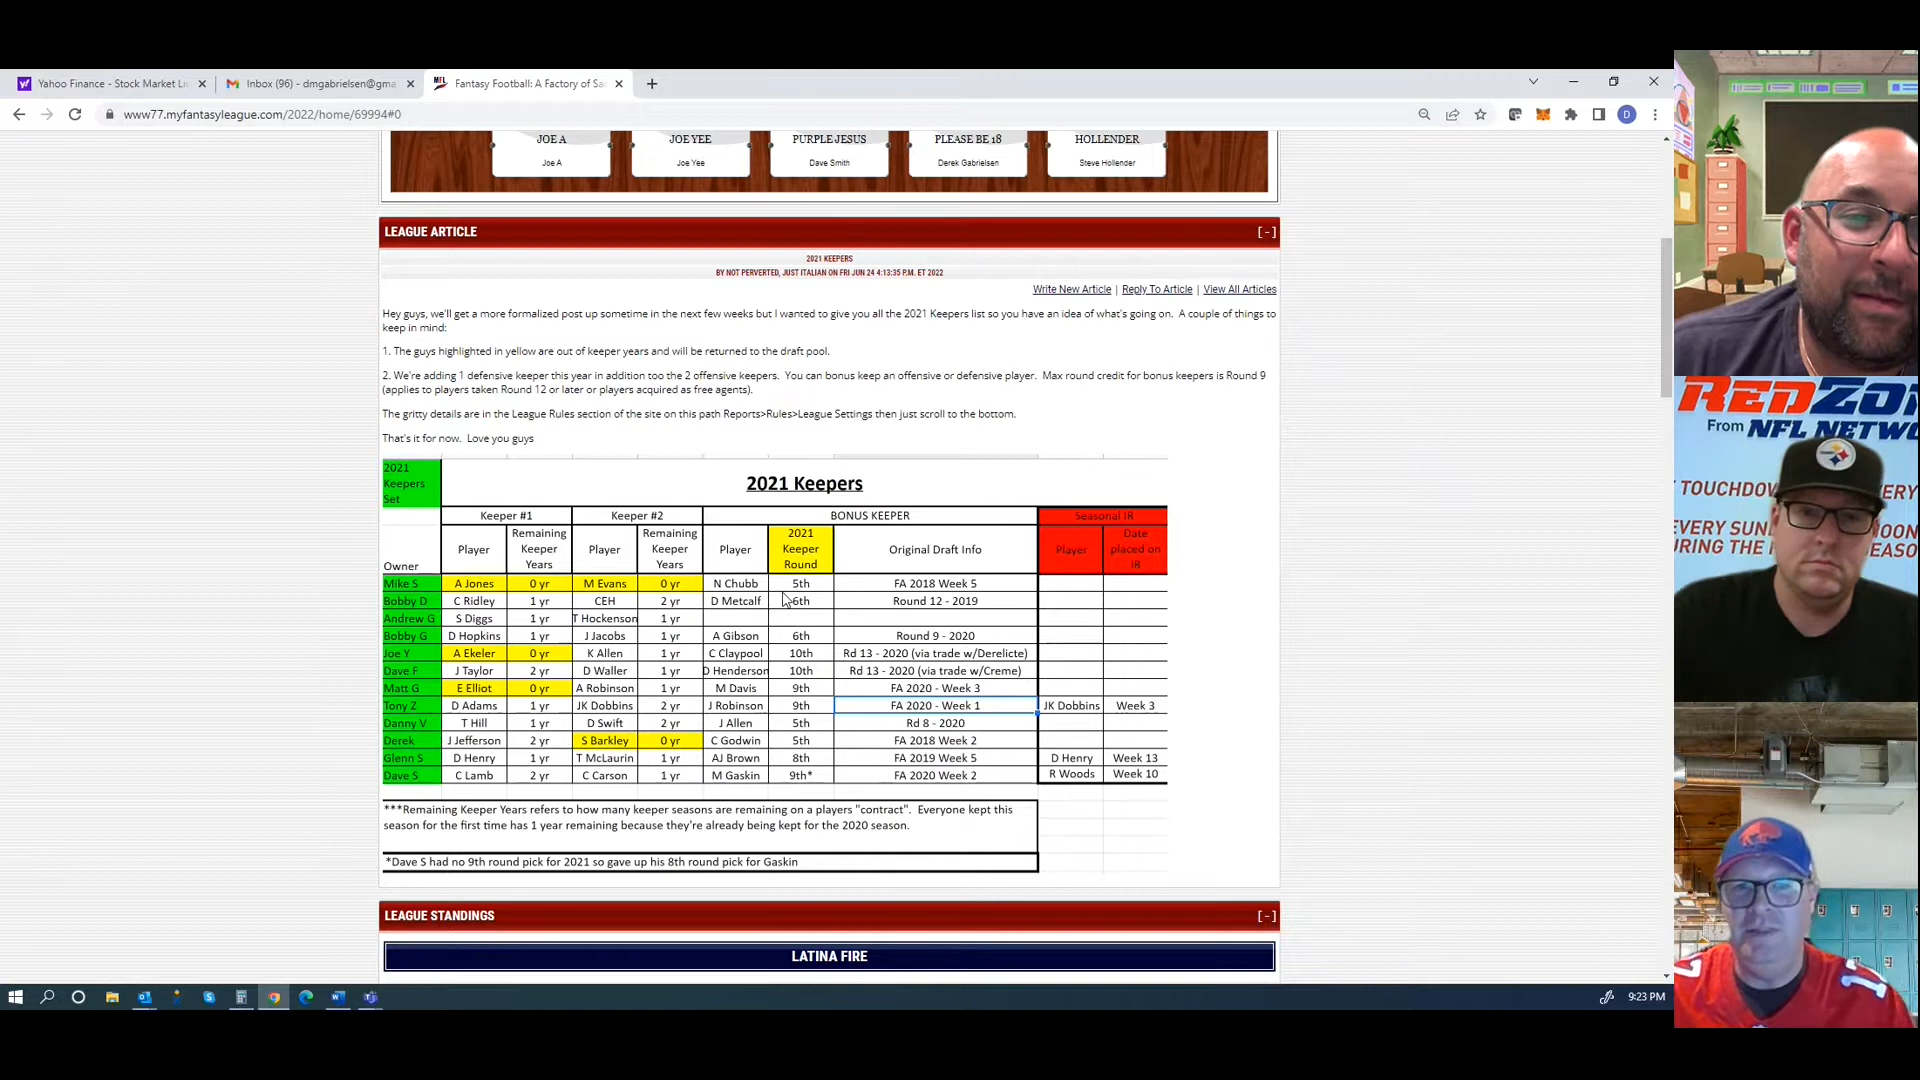 Yahoo Finance - Stock Market Li
Inbox (96) - dmgabrielsen@gma
Fantasy Football: A Factory of Sa
www77.myfantasyleague.com/2022/home/69994#0
D
JOE A
Joe A
JOE YEE
Joe Yee
PURPLE JESUS
Dave Smith
PLEASE BE 18
Derek Gabrielsen
HOLLENDER
Steve Hollender
LEAGUE ARTICLE [-]
2021 KEEPERS
BY NOT PERVERTED, JUST ITALIAN ON FRI JUN 24 4:13:35 P.M. ET 2022
Write New Article | Reply To Article | View All Articles
Hey guys, we'll get a more formalized post up sometime in the next few weeks but I wanted to give you all the 2021 Keepers list so you have an idea of what's going on. A couple of things to
keep in mind:
1. The guys highlighted in yellow are out of keeper years and will be returned to the draft pool.
2. We're adding 1 defensive keeper this year in addition too the 2 offensive keepers. You can bonus keep an offensive or defensive player. Max round credit for bonus keepers is Round 9
(applies to players taken Round 12 or later or players acquired as free agents).
The gritty details are in the League Rules section of the site on this path Reports>Rules>League Settings then just scroll to the bottom.
That's it for now. Love you guys
2021
Keepers
Set
2021 Keepers
Keeper #1 Keeper #2 BONUS KEEPER Seasonal IR
Owner Player Remaining Keeper Years Player Remaining Keeper Years Player 2021 Keeper Round Original Draft Info Player Date placed on IR
Mike S A Jones 0 yr M Evans 0 yr N Chubb 5th FA 2018 Week 5
Bobby D C Ridley 1 yr CEH 2 yr D Metcalf 6th Round 12 - 2019
Andrew G S Diggs 1 yr T Hockenson 1 yr
Bobby G D Hopkins 1 yr J Jacobs 1 yr A Gibson 6th Round 9 - 2020
Joe Y A Ekeler 0 yr K Allen 1 yr C Claypool 10th Rd 13 - 2020 (via trade w/Derelicte)
Dave F J Taylor 2 yr D Waller 1 yr D Henderson 10th Rd 13 - 2020 (via trade w/Creme)
Matt G E Elliot 0 yr A Robinson 1 yr M Davis 9th FA 2020 - Week 3
Tony Z D Adams 1 yr JK Dobbins 2 yr J Robinson 9th FA 2020 - Week 1 JK Dobbins Week 3
Danny V T Hill 1 yr D Swift 2 yr J Allen 5th Rd 8 - 2020
Derek J Jefferson 2 yr S Barkley 0 yr C Godwin 5th FA 2018 Week 2
Glenn S D Henry 1 yr T McLaurin 1 yr AJ Brown 8th FA 2019 Week 5 D Henry Week 13
Dave S C Lamb 2 yr C Carson 1 yr M Gaskin 9th* FA 2020 Week 2 R Woods Week 10
***Remaining Keeper Years refers to how many keeper seasons are remaining on a players "contract". Everyone kept this
season for the first time has 1 year remaining because they're already being kept for the 2020 season.
*Dave S had no 9th round pick for 2021 so gave up his 8th round pick for Gaskin
LEAGUE STANDINGS [-]
LATINA FIRE
9:23 PM
REDZON
From NFL NETW
TOUCHDO VERY
EVERY SUN OON
URING THE EASO